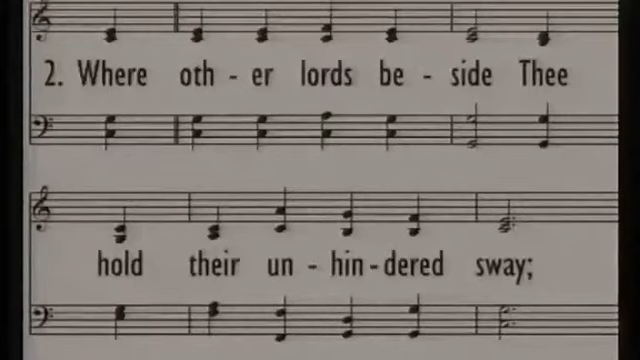 2. Where oth - er lords be - side Thee
hold their un - hin - dered sway;